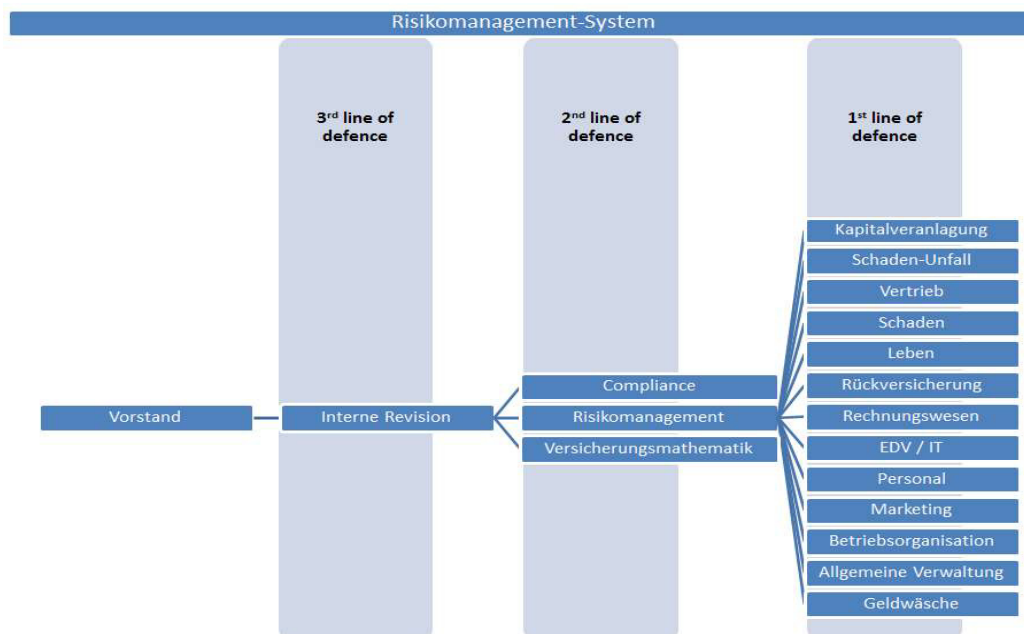 Risikomanagement-System
3rd line of
defence
2nd line of
defence
1st line of
defence
Vorstand
Interne Revision
Compliance
Risikomanagement
Versicherungsmathematik
Kapitalveranlagung
Schaden-Unfall
Vertrieb
Schaden
Leben
Rückversicherung
Rechnungswesen
EDV / IT
Personal
Marketing
Betriebsorganisation
Allgemeine Verwaltung
Geldwäsche